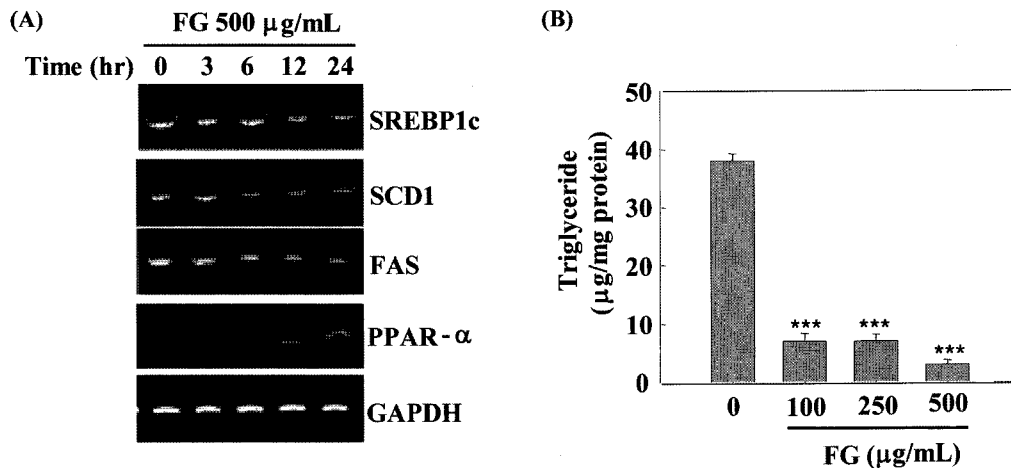 (A)
FG 500 µg/mL
Time (hr) 0 3 6 12 24
SREBP1c
SCD1
FAS
PPAR-α
GAPDH
(B)
Triglyceride
(µg/mg protein)
50
40
30
20
10
0
*** *** ***
0 100 250 500
FG (µg/mL)